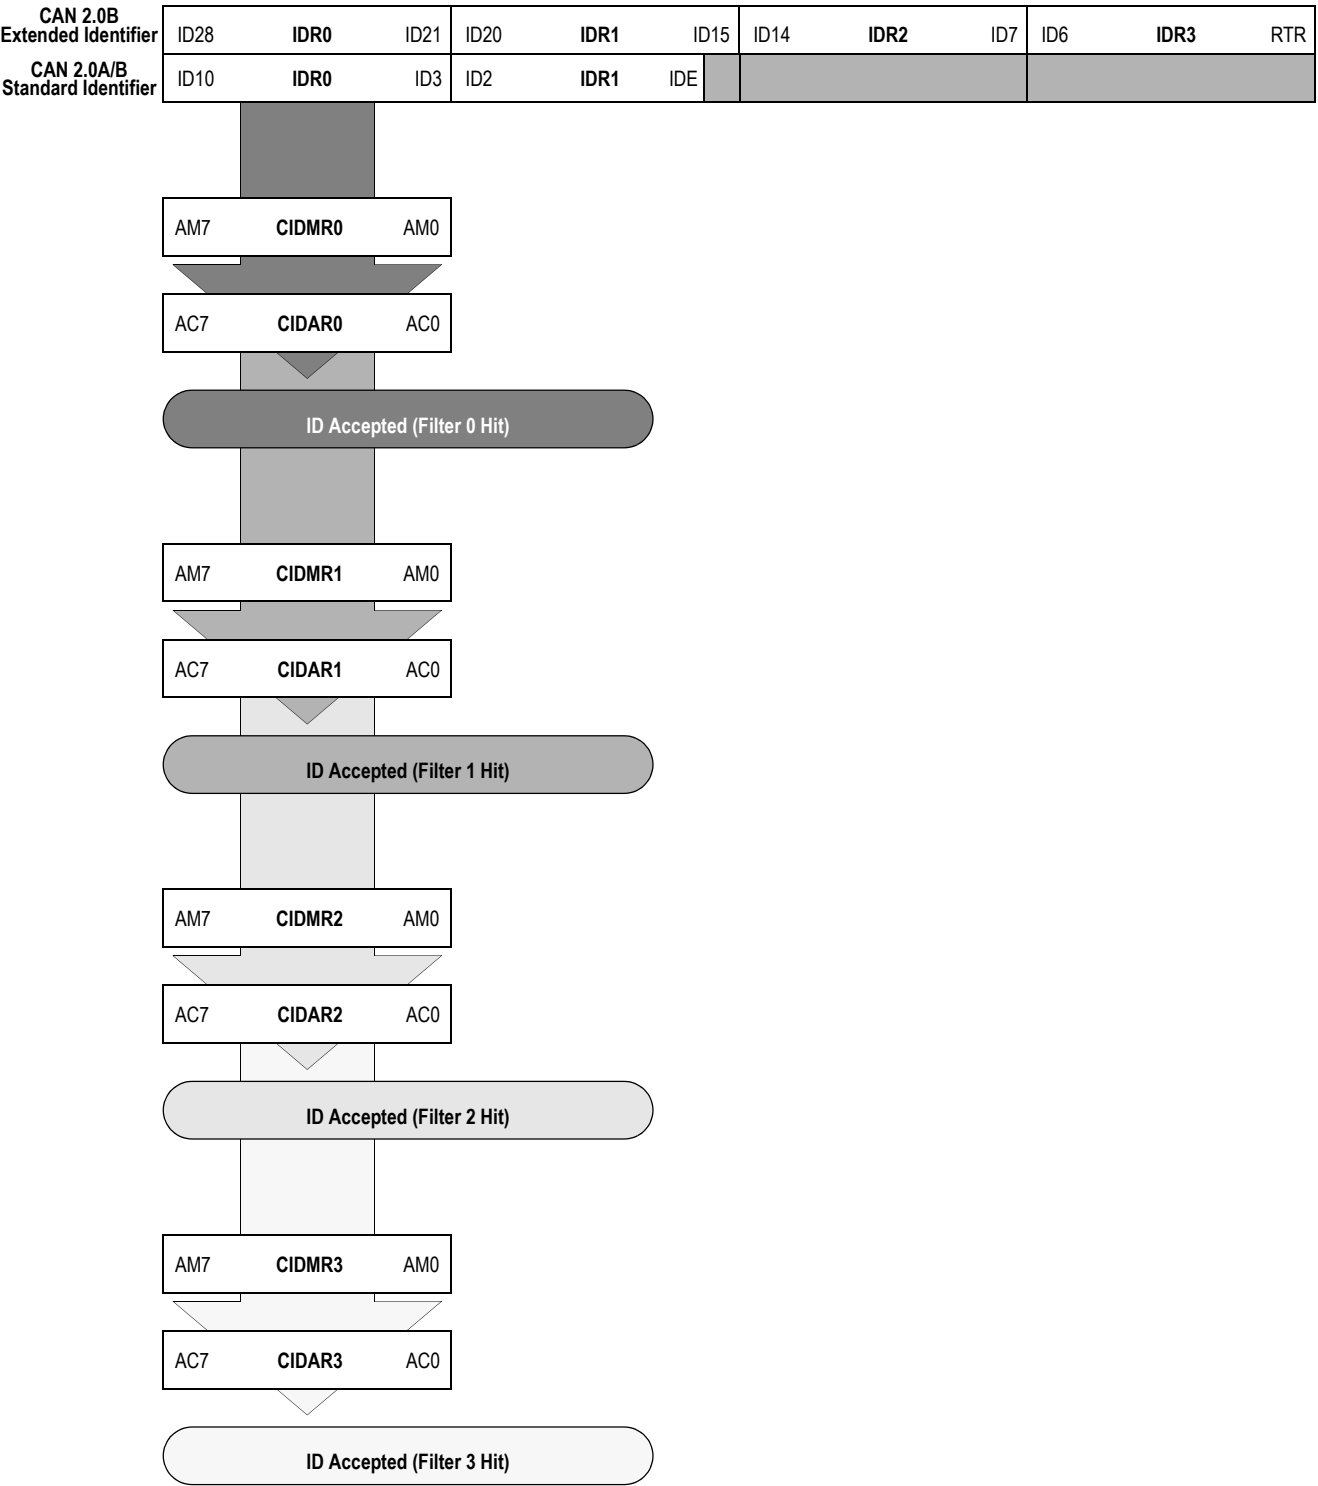 CAN 2.0B
Extended Identifier ID28 IDR0 ID21 ID20 IDR1 ID15 ID14 IDR2 ID7 ID6 IDR3 RTR
CAN 2.0A/B
Standard Identifier ID10 IDR0 ID3 ID2 IDR1 IDE
AM7 CIDMR0 AM0
AC7 CIDAR0 AC0
ID Accepted (Filter 0 Hit)
AM7 CIDMR1 AM0
AC7 CIDAR1 AC0
ID Accepted (Filter 1 Hit)
AM7 CIDMR2 AM0
AC7 CIDAR2 AC0
ID Accepted (Filter 2 Hit)
AM7 CIDMR3 AM0
AC7 CIDAR3 AC0
ID Accepted (Filter 3 Hit)